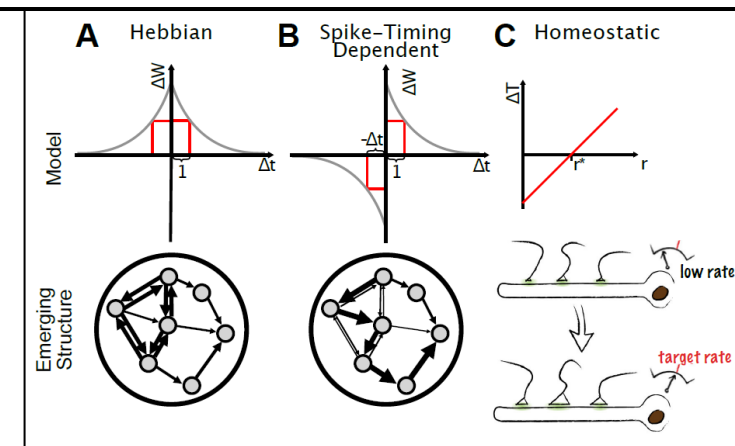 A Hebbian
B Spike-Timing
Dependent
C Homeostatic
Model
ΔW
Δt
1
ΔW
-Δt
1
Δt
ΔT
r*
r
Emerging
Structure
low rate
target rate